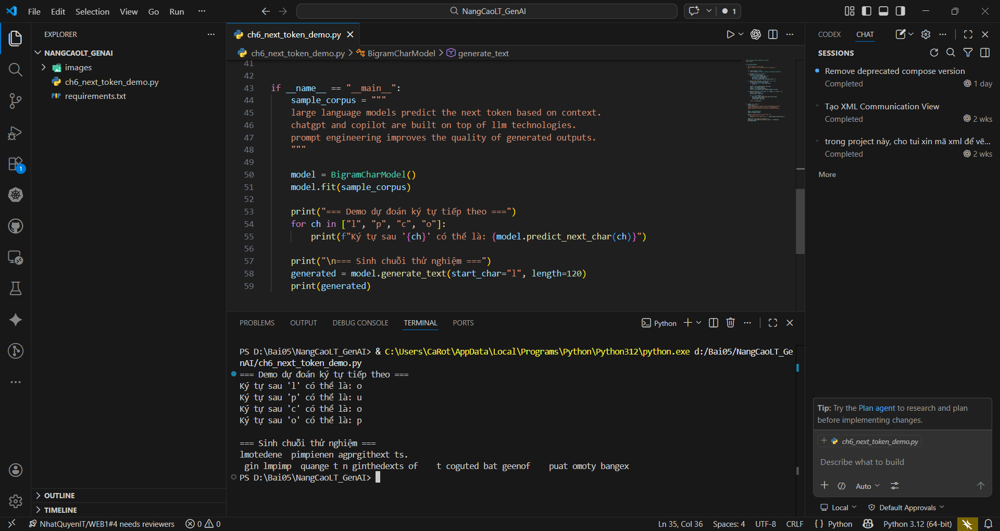 File Edit Selection View Go Run ···
NangCaoLT_GenAI
1
EXPLORER
NANGCAOLT_GENAI
images
ch6_next_token_demo.py
requirements.txt
1
OUTLINE
TIMELINE
ch6_next_token_demo.py
ch6_next_token_demo.py > BigramCharModel > generate_text
41
42
43 if __name__ == "__main__":
44 sample_corpus = """
45 large language models predict the next token based on context.
46 chatgpt and copilot are built on top of llm technologies.
47 prompt engineering improves the quality of generated outputs.
48 """
49
50 model = BigramCharModel()
51 model.fit(sample_corpus)
52
53 print("=== Demo dự đoán ký tự tiếp theo ===")
54 for ch in ["l", "p", "c", "o"]:
55 print(f"Ký tự sau '{ch}' có thể là: {model.predict_next_char(ch)}")
56
57 print("\n=== Sinh chuỗi thử nghiệm ===")
58 generated = model.generate_text(start_char="l", length=120)
59 print(generated)
PROBLEMS OUTPUT DEBUG CONSOLE TERMINAL PORTS
Python
PS D:\Bai05\NangCaoLT_GenAI> & C:\Users\CaRot\AppData\Local\Programs\Python\Python312\python.exe d:/Bai05/NangCaoLT_Ge
nAI/ch6_next_token_demo.py
=== Demo dự đoán ký tự tiếp theo ===
Ký tự sau 'l' có thể là: o
Ký tự sau 'p' có thể là: u
Ký tự sau 'c' có thể là: o
Ký tự sau 'o' có thể là: p
=== Sinh chuỗi thử nghiệm ===
lmotedene  pimpienen agprgithext ts.
 gin lmpimp  quange t n ginthedexts of    t coguted bat geenof    puat omoty bangex
PS D:\Bai05\NangCaoLT_GenAI>
CODEX CHAT
SESSIONS
Remove deprecated compose version
Completed 1 day
Tạo XML Communication View
Completed 2 wks
trong project này, cho tui xin mã xml để vẽ...
Completed 2 wks
More
Tip: Try the Plan agent to research and plan
before implementing changes.
ch6_next_token_demo.py
Describe what to build
Auto
Local Default Approvals
NhatQuyenIT/WEB1#4 needs reviewers 0 0
Ln 35, Col 36 Spaces: 4 UTF-8 CRLF { } Python Python 3.12 (64-bit)